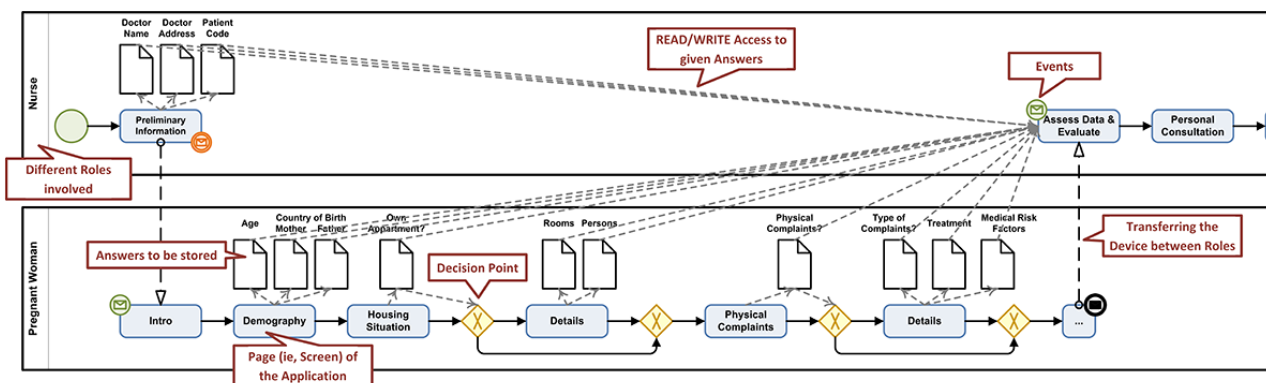 Nurse
Doctor
Name
Doctor
Address
Patient
Code
READ/WRITE Access to
given Answers
Events
Preliminary
Information
Assess Data &
Evaluate
Personal
Consultation
Different Roles
involved
Pregnant Woman
Age
Country of Birth
Mother
Father
Own
Appartment?
Rooms
Persons
Physical
Complaints?
Type of
Complaints?
Treatment
Medical Risk
Factors
Transferring the
Device between Roles
Answers to be stored
Decision Point
Intro
Demography
Housing
Situation
X
Details
X
Physical
Complaints
X
Details
X
...
Page (ie, Screen) of
the Application